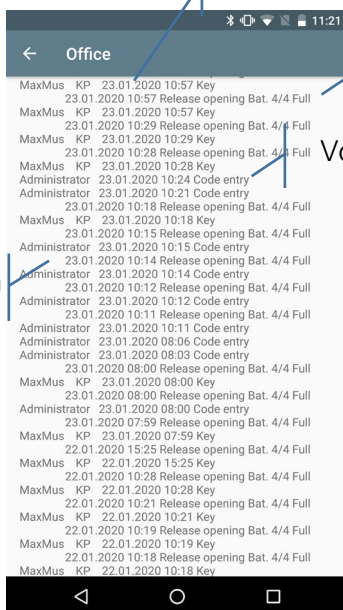 11:21
Office
MaxMus KP 23.01.2020 10:57 Key
23.01.2020 10:57 Release opening Bat. 4/4 Full
MaxMus KP 23.01.2020 10:57 Key
23.01.2020 10:29 Release opening Bat. 4/4 Full
MaxMus KP 23.01.2020 10:29 Key
23.01.2020 10:28 Release opening Bat. 4/4 Full
MaxMus KP 23.01.2020 10:28 Key
Administrator 23.01.2020 10:24 Code entry
Administrator 23.01.2020 10:21 Code entry
23.01.2020 10:18 Release opening Bat. 4/4 Full
MaxMus KP 23.01.2020 10:18 Key
23.01.2020 10:15 Release opening Bat. 4/4 Full
Administrator 23.01.2020 10:15 Code entry
23.01.2020 10:14 Release opening Bat. 4/4 Full
Administrator 23.01.2020 10:14 Code entry
23.01.2020 10:12 Release opening Bat. 4/4 Full
Administrator 23.01.2020 10:12 Code entry
23.01.2020 10:11 Release opening Bat. 4/4 Full
Administrator 23.01.2020 10:11 Code entry
Administrator 23.01.2020 08:06 Code entry
Administrator 23.01.2020 08:03 Code entry
23.01.2020 08:00 Release opening Bat. 4/4 Full
MaxMus KP 23.01.2020 08:00 Key
23.01.2020 08:00 Release opening Bat. 4/4 Full
Administrator 23.01.2020 08:00 Code entry
23.01.2020 07:59 Release opening Bat. 4/4 Full
MaxMus KP 23.01.2020 07:59 Key
22.01.2020 15:25 Release opening Bat. 4/4 Full
MaxMus KP 22.01.2020 15:25 Key
22.01.2020 10:28 Release opening Bat. 4/4 Full
MaxMus KP 22.01.2020 10:28 Key
22.01.2020 10:21 Release opening Bat. 4/4 Full
MaxMus KP 22.01.2020 10:21 Key
22.01.2020 10:19 Release opening Bat. 4/4 Full
MaxMus KP 22.01.2020 10:19 Key
22.01.2020 10:18 Release opening Bat. 4/4 Full
MaxMus KP 22.01.2020 10:18 Key